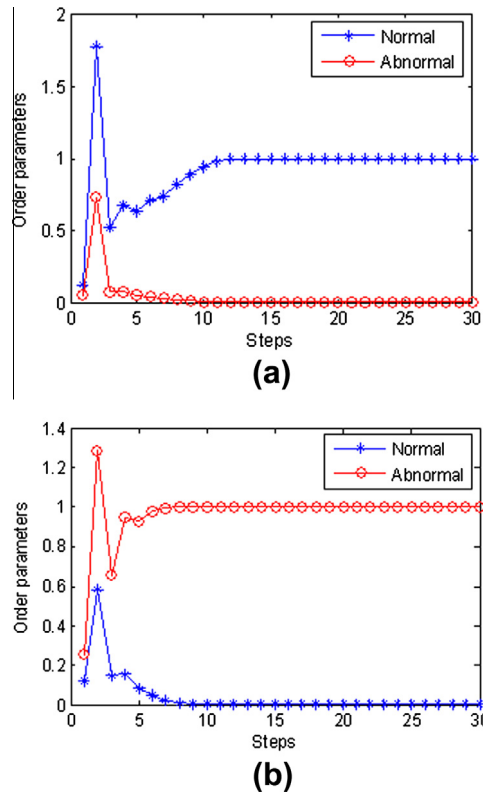 2
Normal
Abnormal
1.5
1
0.5
0
Order parameters
0 5 10 15 20 25 30
Steps
(a)
1.4
Normal
Abnormal
1.2
1
0.8
0.6
0.4
0.2
0
Order parameters
0 5 10 15 20 25 30
Steps
(b)